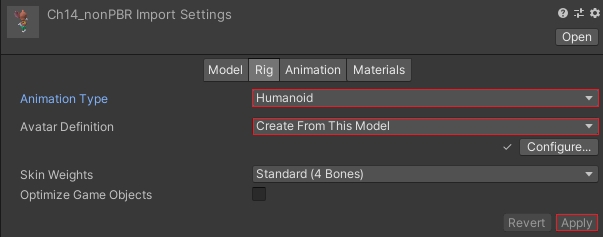 Ch14_nonPBR Import Settings
Open
Model Rig Animation Materials
Animation Type Humanoid
Avatar Definition Create From This Model
Configure...
Skin Weights Standard (4 Bones)
Optimize Game Objects
Revert Apply